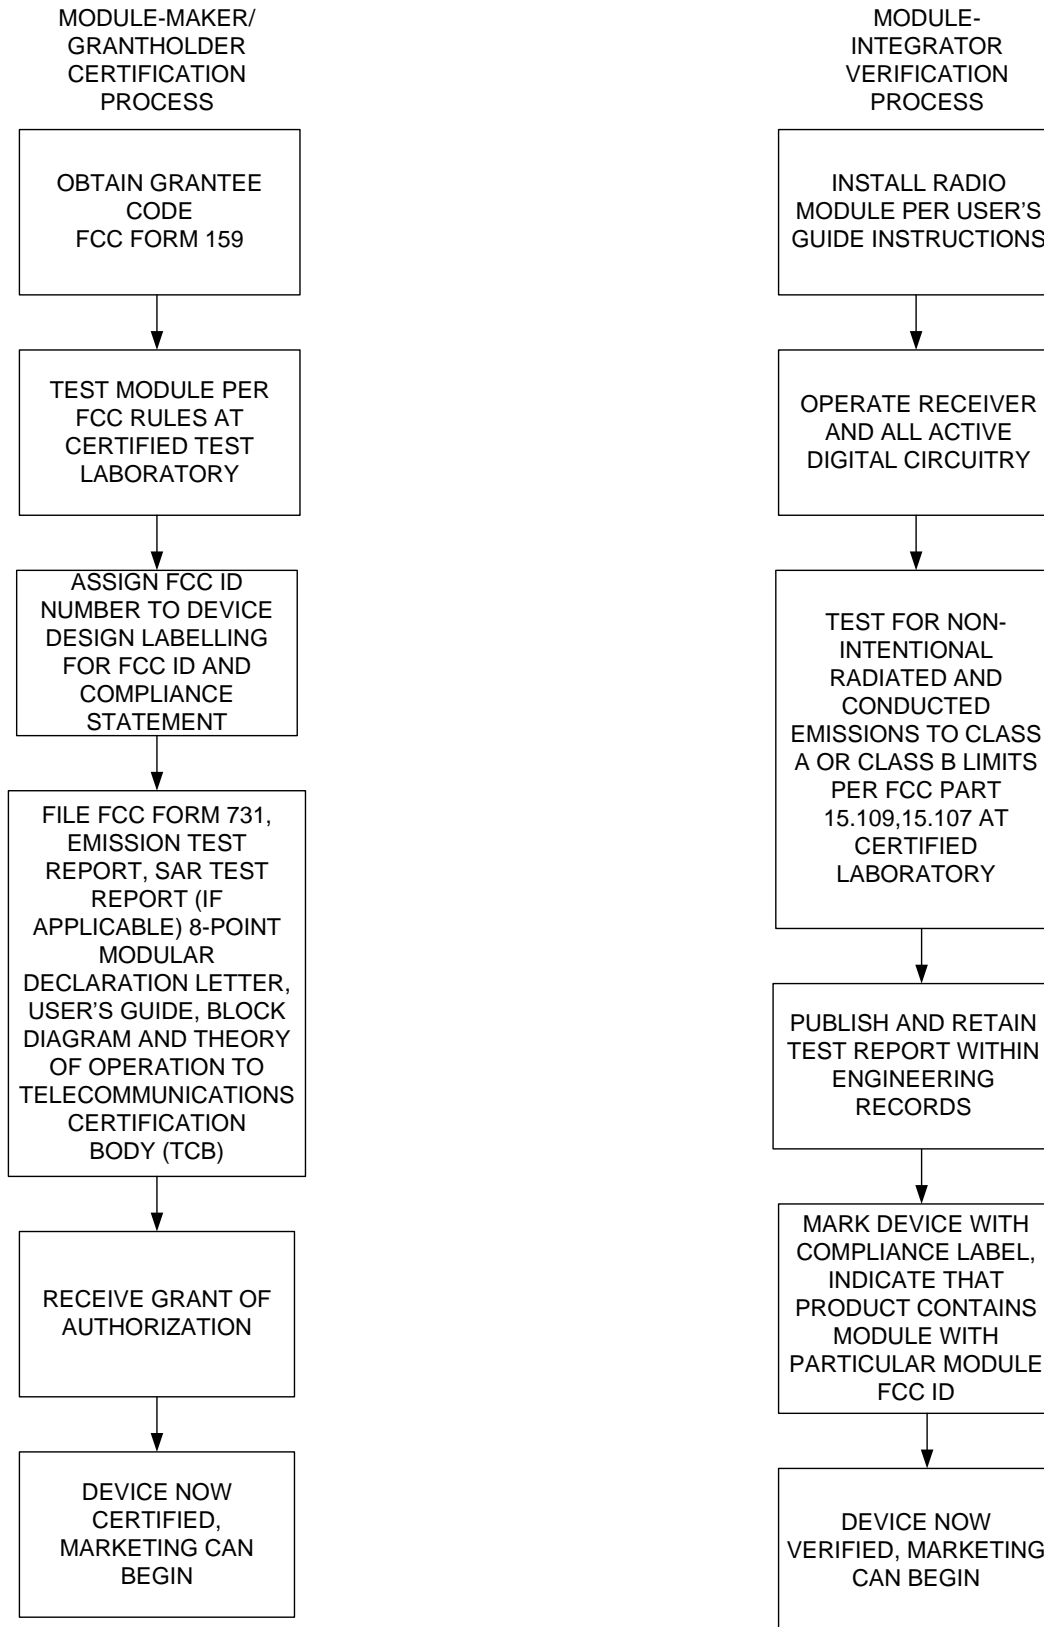 MODULE-MAKER/
GRANTHOLDER
CERTIFICATION
PROCESS
OBTAIN GRANTEE
CODE
FCC FORM 159
TEST MODULE PER
FCC RULES AT
CERTIFIED TEST
LABORATORY
ASSIGN FCC ID
NUMBER TO DEVICE
DESIGN LABELLING
FOR FCC ID AND
COMPLIANCE
STATEMENT
FILE FCC FORM 731,
EMISSION TEST
REPORT, SAR TEST
REPORT (IF
APPLICABLE) 8-POINT
MODULAR
DECLARATION LETTER,
USER'S GUIDE, BLOCK
DIAGRAM AND THEORY
OF OPERATION TO
TELECOMMUNICATIONS
CERTIFICATION
BODY (TCB)
RECEIVE GRANT OF
AUTHORIZATION
DEVICE NOW
CERTIFIED,
MARKETING CAN
BEGIN
MODULE-
INTEGRATOR
VERIFICATION
PROCESS
INSTALL RADIO
MODULE PER USER'S
GUIDE INSTRUCTIONS
OPERATE RECEIVER
AND ALL ACTIVE
DIGITAL CIRCUITRY
TEST FOR NON-
INTENTIONAL
RADIATED AND
CONDUCTED
EMISSIONS TO CLASS
A OR CLASS B LIMITS
PER FCC PART
15.109,15.107 AT
CERTIFIED
LABORATORY
PUBLISH AND RETAIN
TEST REPORT WITHIN
ENGINEERING
RECORDS
MARK DEVICE WITH
COMPLIANCE LABEL,
INDICATE THAT
PRODUCT CONTAINS
MODULE WITH
PARTICULAR MODULE
FCC ID
DEVICE NOW
VERIFIED, MARKETING
CAN BEGIN